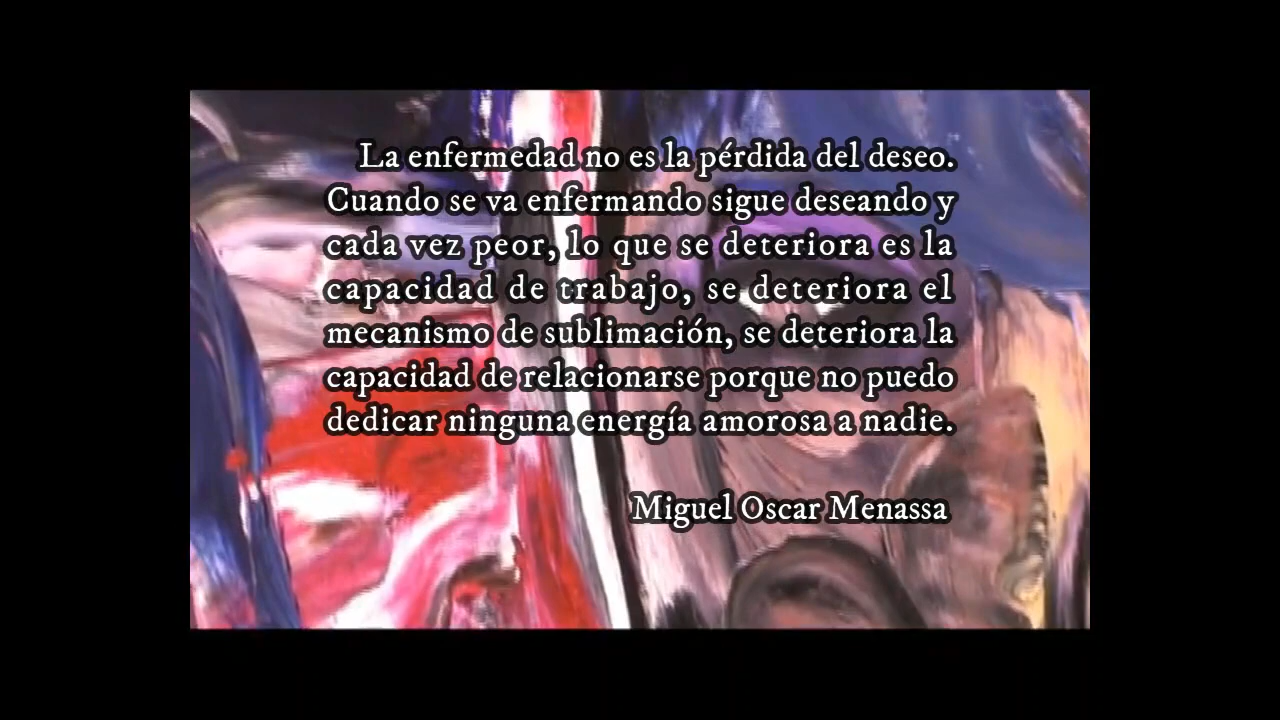 La enfermedad no es la pérdida del deseo.
Cuando se va enfermando sigue deseando y
cada vez peor, lo que se deteriora es la
capacidad de trabajo, se deteriora el
mecanismo de sublimación, se deteriora la
capacidad de relacionarse porque no puedo
dedicar ninguna energía amorosa a nadie.
Miguel Oscar Menassa